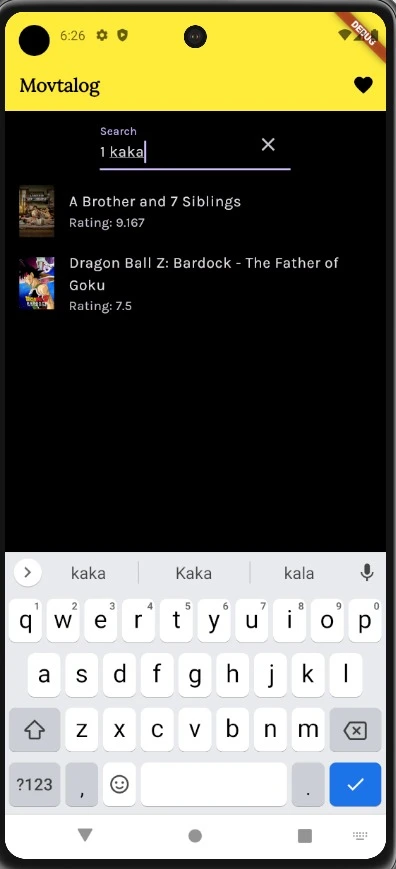 6:26
DEBUG
Movtalog
Search
1 kaka
A Brother and 7 Siblings
Rating: 9.167
Dragon Ball Z: Bardock - The Father of
Goku
Rating: 7.5
kaka Kaka kala
1 2 3 4 5 6 7 8 9 0
q w e r t y u i o p
a s d f g h j k l
z x c v b n m
?123 , .